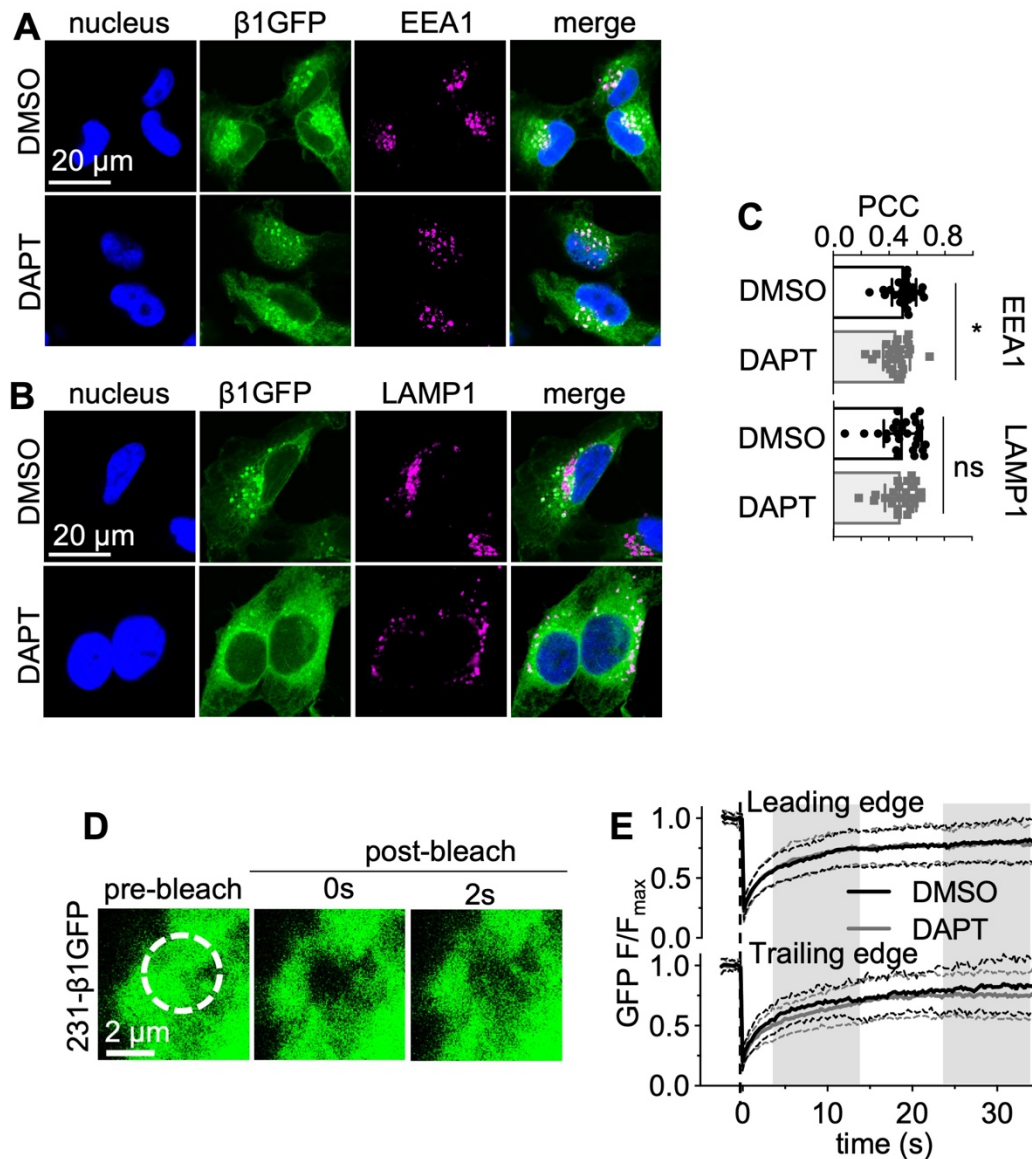 A
nucleus β1GFP EEA1 merge
DMSO
20 µm
DAPT
B
nucleus β1GFP LAMP1 merge
DMSO
20 µm
DAPT
C
PCC
0.0 0.4 0.8
DMSO
DAPT
*
EEA1
DMSO
DAPT
ns
LAMP1
D
post-bleach
pre-bleach 0s 2s
231-β1GFP
2 µm
E
Leading edge
1.0
0.5
0.0
DMSO
DAPT
Trailing edge
1.0
0.5
0.0
GFP F/Fmax
0 10 20 30
time (s)